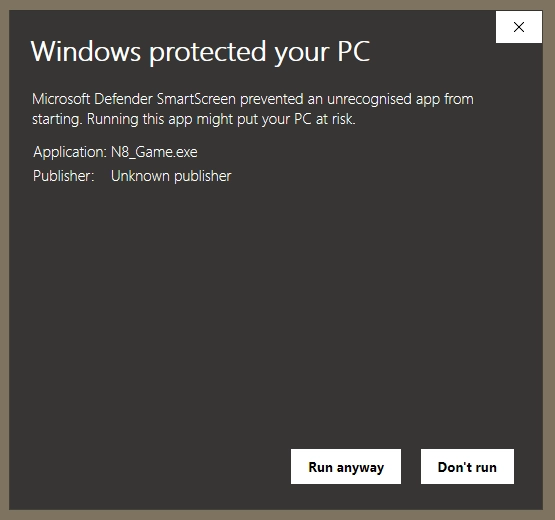 Windows protected your PC
Microsoft Defender SmartScreen prevented an unrecognised app from
starting. Running this app might put your PC at risk.
Application: N8_Game.exe
Publisher: Unknown publisher
Run anyway
Don't run